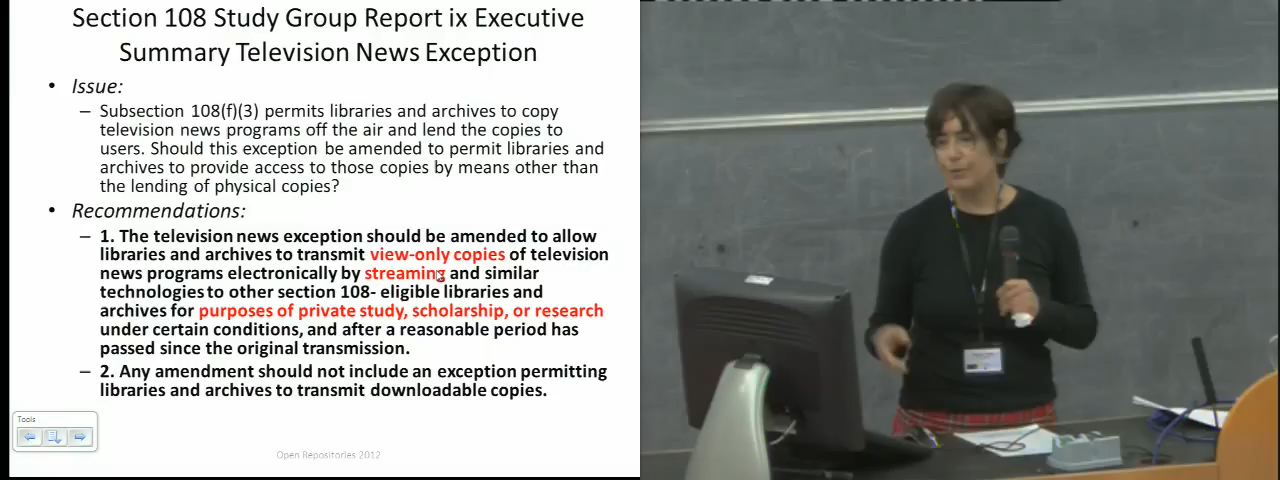 Section 108 Study Group Report ix Executive
Summary Television News Exception
• Issue:
– Subsection 108(f)(3) permits libraries and archives to copy
television news programs off the air and lend the copies to
users. Should this exception be amended to permit libraries and
archives to provide access to those copies by means other than
the lending of physical copies?
• Recommendations:
– 1. The television news exception should be amended to allow
libraries and archives to transmit view-only copies of television
news programs electronically by streaming and similar
technologies to other section 108- eligible libraries and
archives for purposes of private study, scholarship, or research
under certain conditions, and after a reasonable period has
passed since the original transmission.
– 2. Any amendment should not include an exception permitting
libraries and archives to transmit downloadable copies.
Tools
Open Repositories 2012